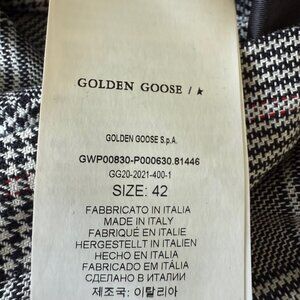 GOLDEN GOOSE / ★
GOLDEN GOOSE S.p.A.
GWP00830-P000630.81446
GG20-2021-400-1
SIZE: 42
FABBRICATO IN ITALIA
MADE IN ITALY
FABRIQUÉ EN ITALIE
HERGESTELLT IN ITALIEN
HECHO EN ITALIA
FABRICADO EM ITÁLIA
СДЕЛАНО В ИТАЛИИ
제조국: 이탈리아